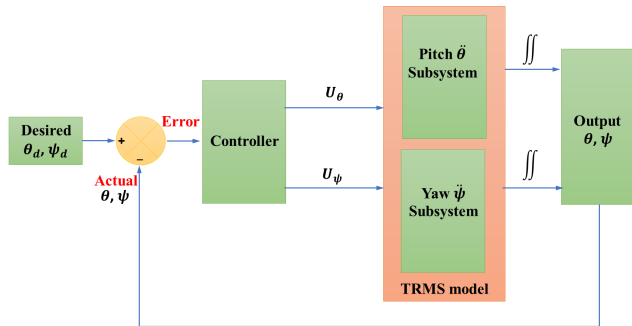 Desired
θd, ψd
+
−
Error
Actual
θ, ψ
Controller
Uθ
Uψ
Pitch θ̈
Subsystem
Yaw ψ̈
Subsystem
TRMS model
∬
∬
Output
θ, ψ